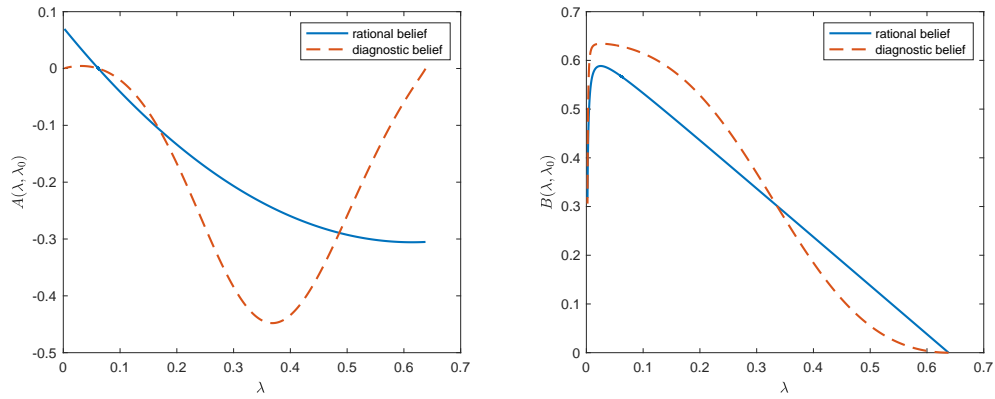 0.1
0
-0.1
-0.2
-0.3
-0.4
-0.5
A(λ, λ₀)
0 0.1 0.2 0.3 0.4 0.5 0.6 0.7
λ
rational belief
diagnostic belief
0.7
0.6
0.5
0.4
0.3
0.2
0.1
0
B(λ, λ₀)
0 0.1 0.2 0.3 0.4 0.5 0.6 0.7
λ
rational belief
diagnostic belief